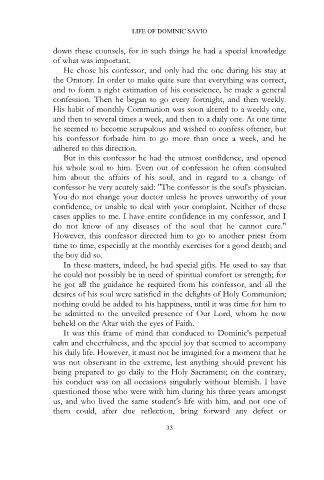 LIFE OF DOMINIC SAVIO
down these counsels, for in such things he had a special knowledge
of what was important.
He chose his confessor, and only had the one during his stay at
the Oratory. In order to make quite sure that everything was correct,
and to form a right estimation of his conscience, he made a general
confession. Then he began to go every fortnight, and then weekly.
His habit of monthly Communion was soon altered to a weekly one,
and then to several times a week, and then to a daily one. At one time
he seemed to become scrupulous and wished to confess oftener, but
his confessor forbade him to go more than once a week, and he
adhered to this direction.
But in this confessor he had the utmost confidence, and opened
his whole soul to him. Even out of confession he often consulted
him about the affairs of his soul, and in regard to a change of
confessor he very acutely said: "The confessor is the soul's physician.
You do not change your doctor unless he proves unworthy of your
confidence, or unable to deal with your complaint. Neither of these
cases applies to me. I have entire confidence in my confessor, and I
do not know of any diseases of the soul that he cannot cure."
However, this confessor directed him to go to another priest from
time to time, especially at the monthly exercises for a good death; and
the boy did so.
In these matters, indeed, he had special gifts. He used to say that
he could not possibly be in need of spiritual comfort or strength; for
he got all the guidance he required from his confessor, and all the
desires of his soul were satisfied in the delights of Holy Communion;
nothing could be added to his happiness, until it was time for him to
be admitted to the unveiled presence of Our Lord, whom he now
beheld on the Altar with the eyes of Faith.
It was this frame of mind that conduced to Dominic's perpetual
calm and cheerfulness, and the special joy that seemed to accompany
his daily life. However, it must not be imagined for a moment that he
was not observant in the extreme, lest anything should prevent his
being prepared to go daily to the Holy Sacrament; on the contrary,
his conduct was on all occasions singularly without blemish. I have
questioned those who were with him during his three years amongst
us, and who lived the same student's life with him, and not one of
them could, after due reflection, bring forward any defect or
33